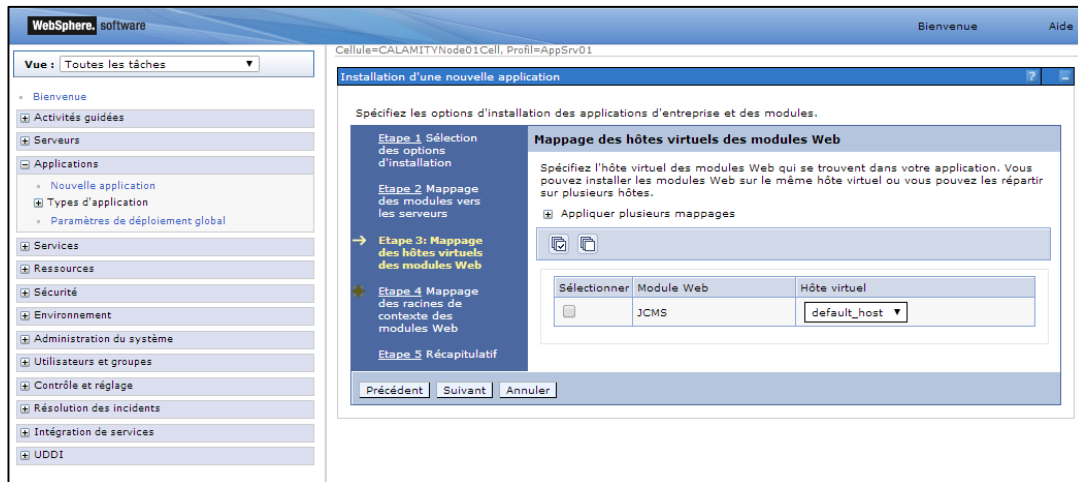 WebSphere. software
Bienvenue
Aide
Vue : Toutes les tâches
Bienvenue
Activités guidées
Serveurs
Applications
Nouvelle application
Types d'application
Paramètres de déploiement global
Services
Ressources
Sécurité
Environnement
Administration du système
Utilisateurs et groupes
Contrôle et réglage
Résolution des incidents
Intégration de services
UDDI
Cellule=CALAMITYNode01Cell, Profil=AppSrv01
Installation d'une nouvelle application
?
Spécifiez les options d'installation des applications d'entreprise et des modules.
Etape 1 Sélection
des options
d'installation
Etape 2 Mappage
des modules vers
les serveurs
Etape 3: Mappage
des hôtes virtuels
des modules Web
Etape 4 Mappage
des racines de
contexte des
modules Web
Etape 5 Récapitulatif
Mappage des hôtes virtuels des modules Web
Spécifiez l'hôte virtuel des modules Web qui se trouvent dans votre application. Vous
pouvez installer les modules Web sur le même hôte virtuel ou vous pouvez les répartir
sur plusieurs hôtes.
Appliquer plusieurs mappages
Sélectionner Module Web Hôte virtuel
JCMS default_host
Précédent Suivant Annuler